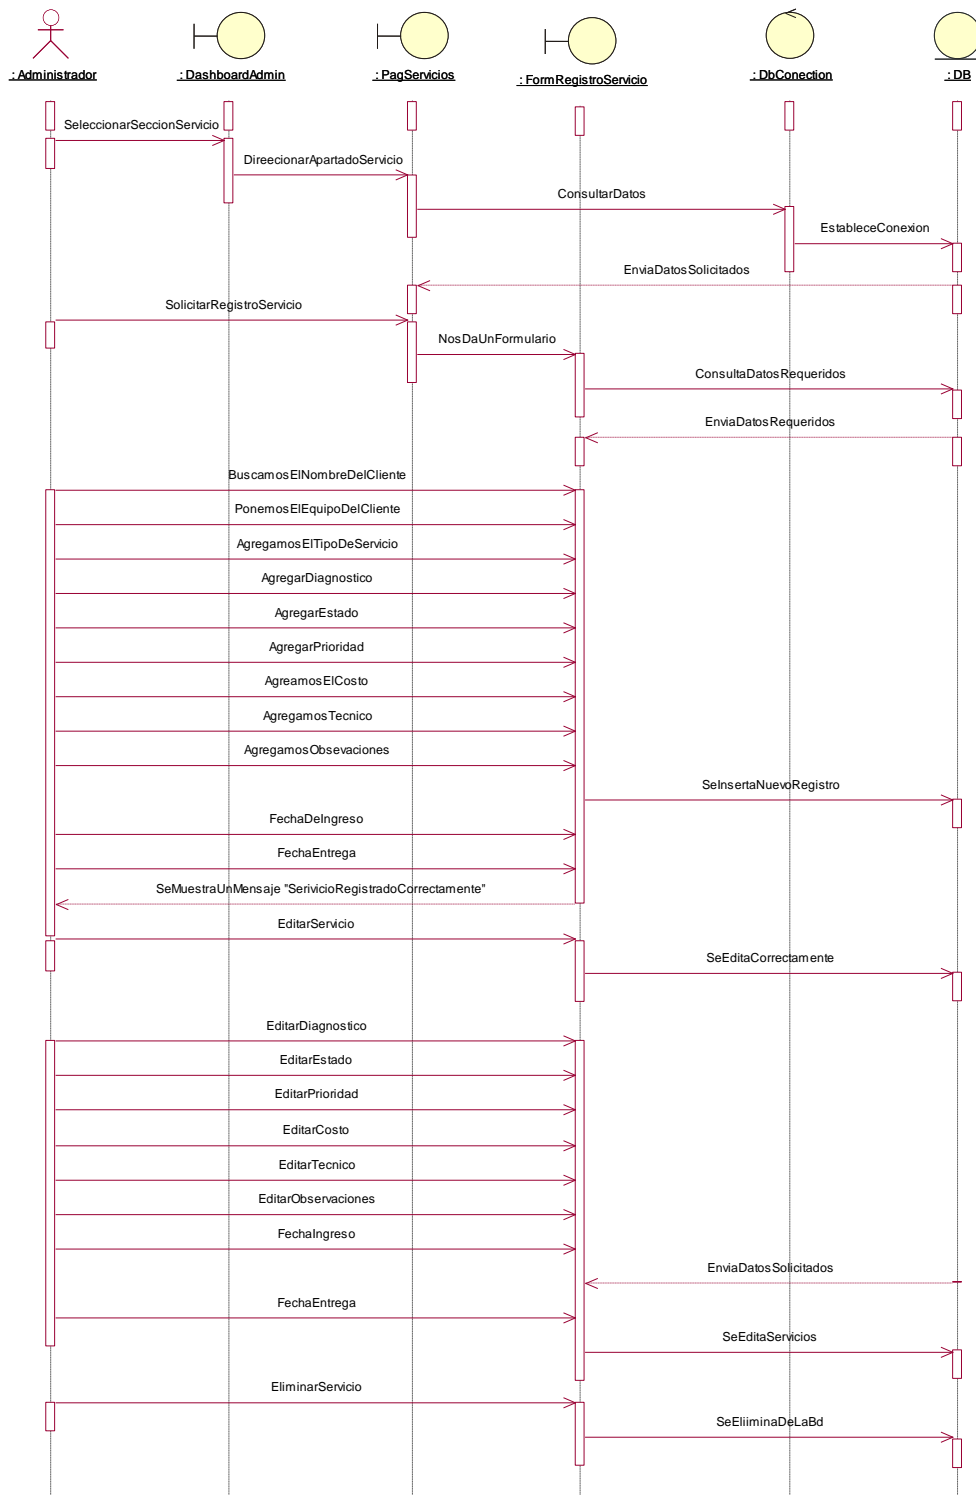 : Administrador
: DashboardAdmin
: PagServicios
: FormRegistroServicio
: DbConection
: DB
SeleccionarSeccionServicio
DireecionarApartadoServicio
ConsultarDatos
EstableceConexion
EnviaDatosSolicitados
SolicitarRegistroServicio
NosDaUnFormulario
ConsultaDatosRequeridos
EnviaDatosRequeridos
BuscamosElNombreDelCliente
PonemosElEquipoDelCliente
AgregamosElTipoDeServicio
AgregarDiagnostico
AgregarEstado
AgregarPrioridad
AgreamosElCosto
AgregamosTecnico
AgregamosObsevaciones
SeInsertaNuevoRegistro
FechaDeIngreso
FechaEntrega
SeMuestraUnMensaje "SerivicioRegistradoCorrectamente"
EditarServicio
SeEditaCorrectamente
EditarDiagnostico
EditarEstado
EditarPrioridad
EditarCosto
EditarTecnico
EditarObservaciones
FechaIngreso
EnviaDatosSolicitados
FechaEntrega
SeEditaServicios
EliminarServicio
SeEliiminaDeLaBd